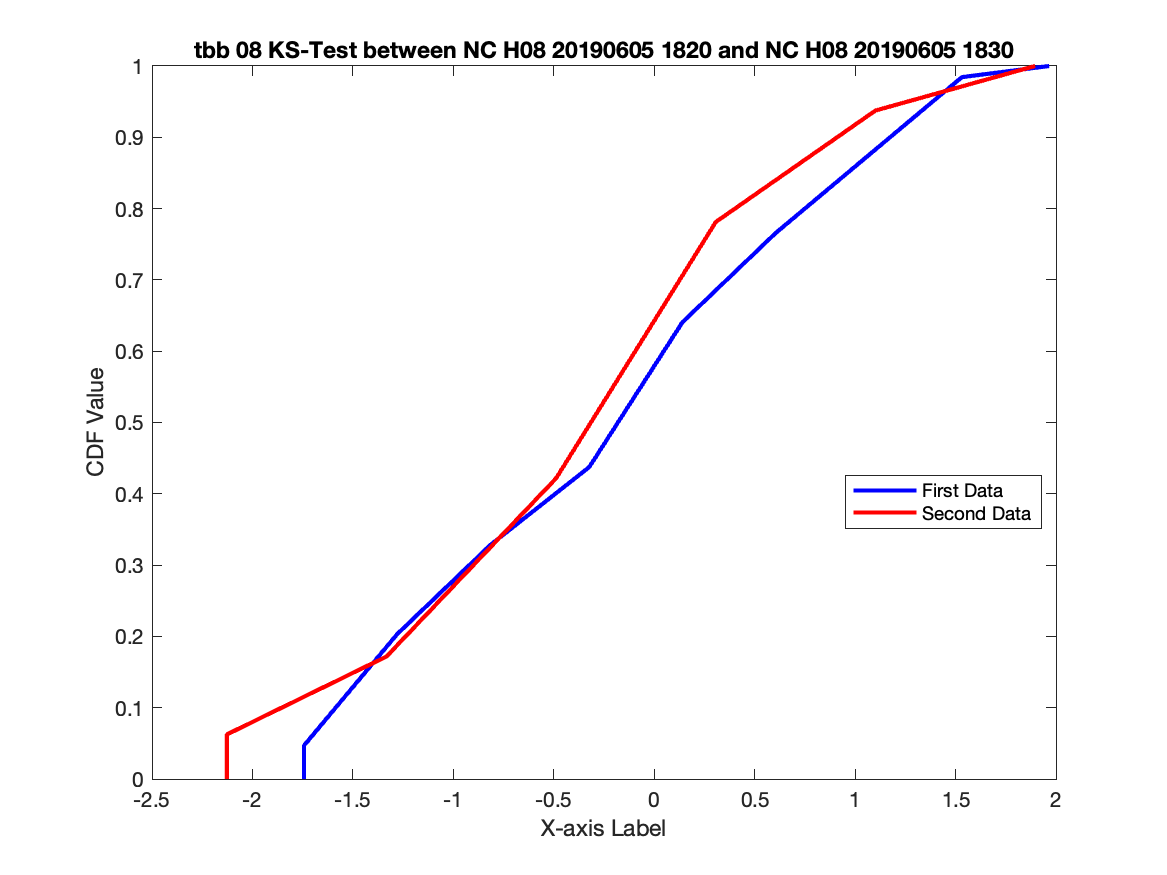 tbb 08 KS-Test between NC H08 20190605 1820 and NC H08 20190605 1830
1
0.9
0.8
0.7
0.6
0.5
0.4
0.3
0.2
0.1
0
CDF Value
First Data
Second Data
-2.5 -2 -1.5 -1 -0.5 0 0.5 1 1.5 2
X-axis Label